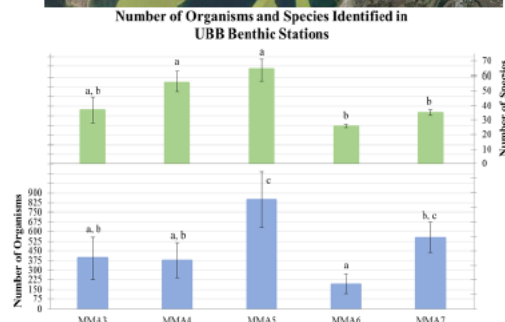 Number of Organisms and Species Identified in
UBB Benthic Stations
a, b
a
a
b
b
70
60
50
40
30
20
10
0
Number of Species
a, b
a, b
c
a
b, c
900
825
750
675
600
525
450
375
300
225
150
75
0
Number of Organisms
MMA3
MMA4
MMA5
MMA6
MMA7